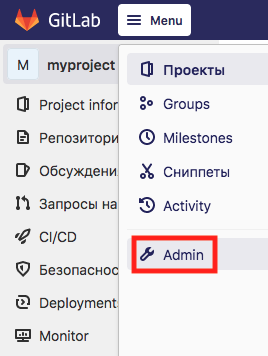 GitLab
Menu
M
myproject
Project infor
Репозитори
Обсуждени
Запросы на
CI/CD
Безопаснос
Deployment
Monitor
Проекты
Groups
Milestones
Сниппеты
Activity
Admin